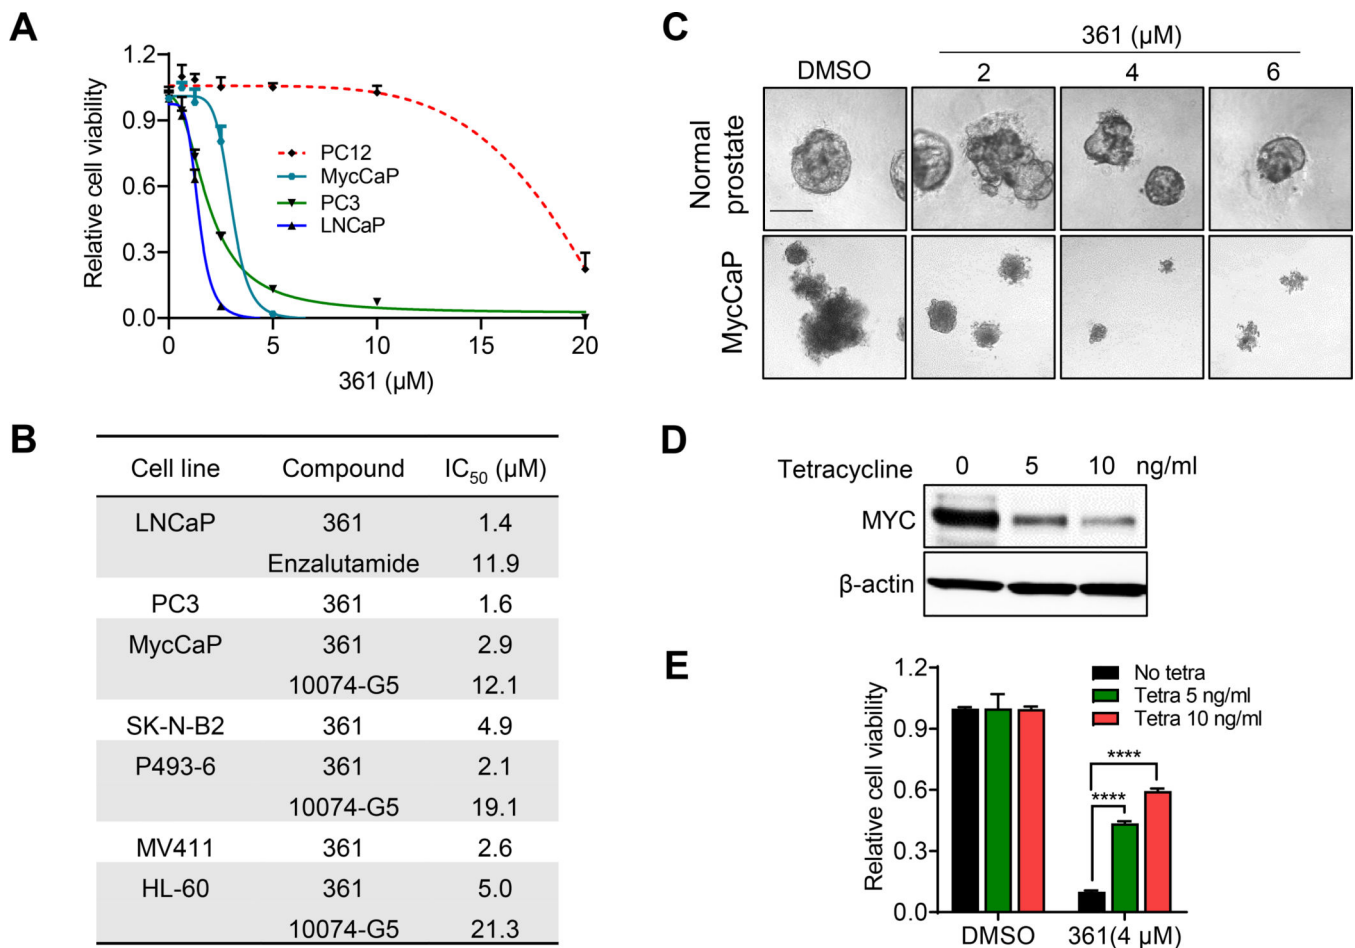 A
1.2
0.9
0.6
0.3
0.0
Relative cell viability
PC12
MycCaP
PC3
LNCaP
0
5
10
15
20
361 (µM)
B
Cell line Compound IC50 (µM)
LNCaP 361 1.4
Enzalutamide 11.9
PC3 361 1.6
MycCaP 361 2.9
10074-G5 12.1
SK-N-B2 361 4.9
P493-6 361 2.1
10074-G5 19.1
MV411 361 2.6
HL-60 361 5.0
10074-G5 21.3
C
361 (µM)
DMSO 2 4 6
Normal
prostate
MycCaP
D
Tetracycline 0 5 10 ng/ml
MYC
β-actin
E
1.2
0.9
0.6
0.3
0.0
Relative cell viability
No tetra
Tetra 5 ng/ml
Tetra 10 ng/ml
****
****
DMSO
361(4 µM)